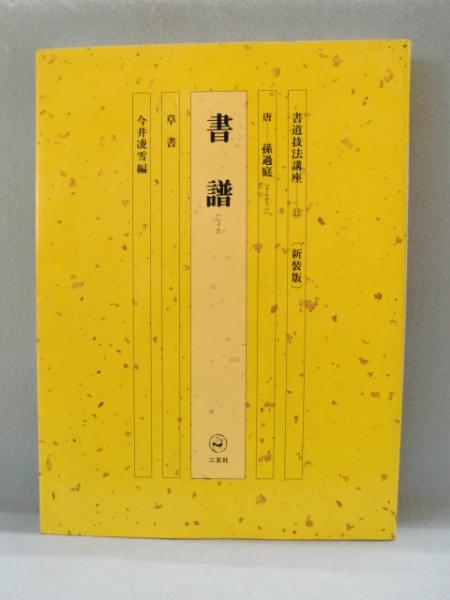 書道技法講座 〔新装版〕
唐 孫過庭
書譜
草書
今井凌雪編
二玄社